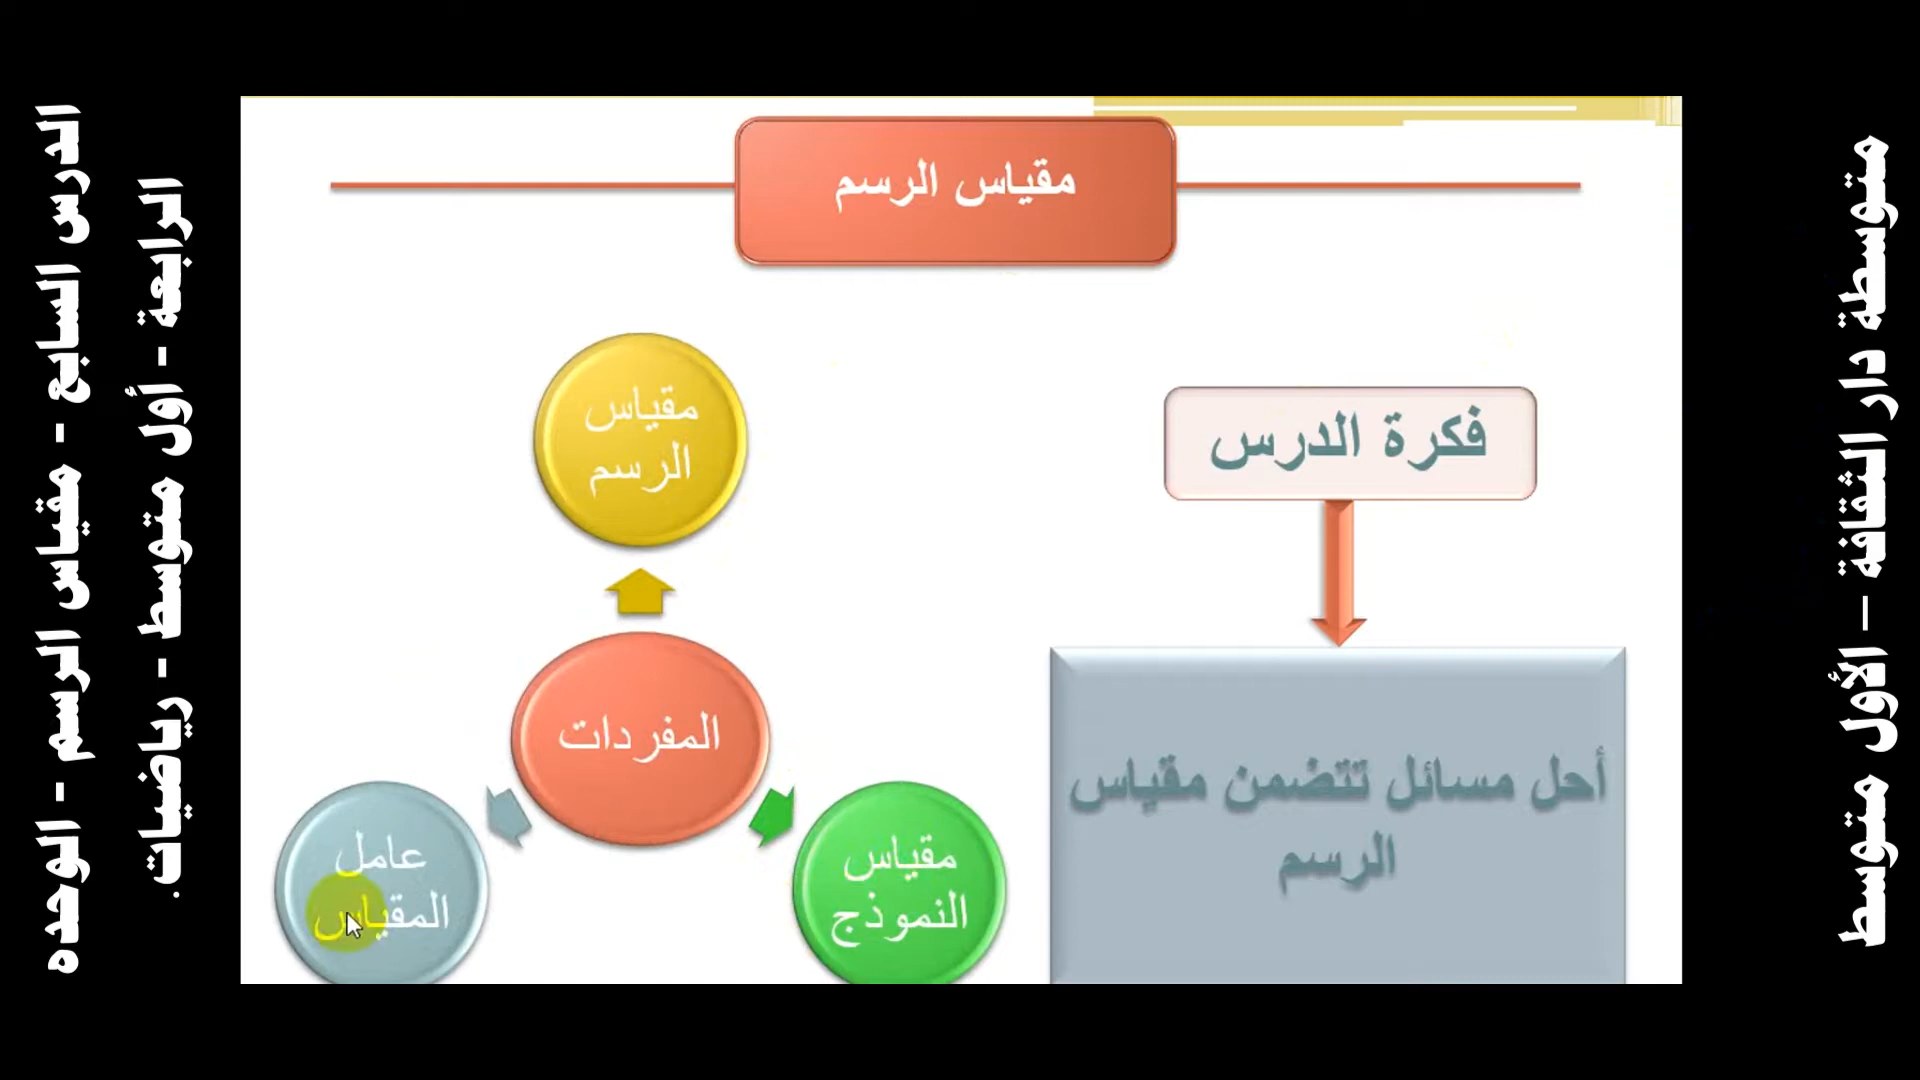 مقياس الرسم
فكرة الدرس
أحل مسائل تتضمن مقياس
الرسم
مقياس
الرسم
المفردات
مقياس
النموذج
عامل
المقياس
متوسطة دار الثقافة – الأول متوسط
الدرس السابع - مقياس الرسم - الوحده
الرابعة - أول متوسط - رياضيات.